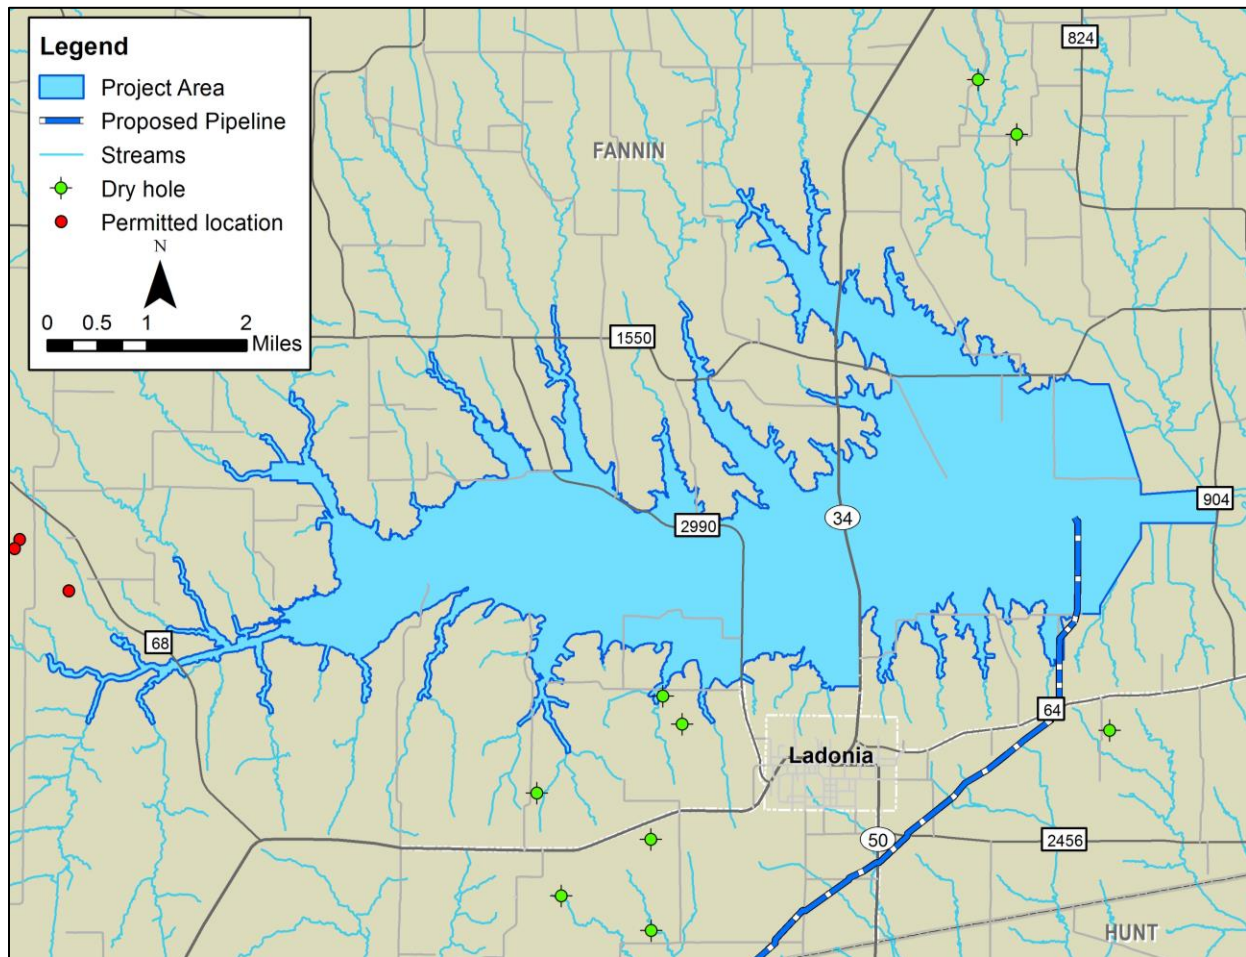 Legend
Project Area
Proposed Pipeline
Streams
Dry hole
Permitted location
N
0 0.5 1 2
Miles
824
FANNIN
1550
904
34
2990
68
64
Ladonia
50
2456
HUNT